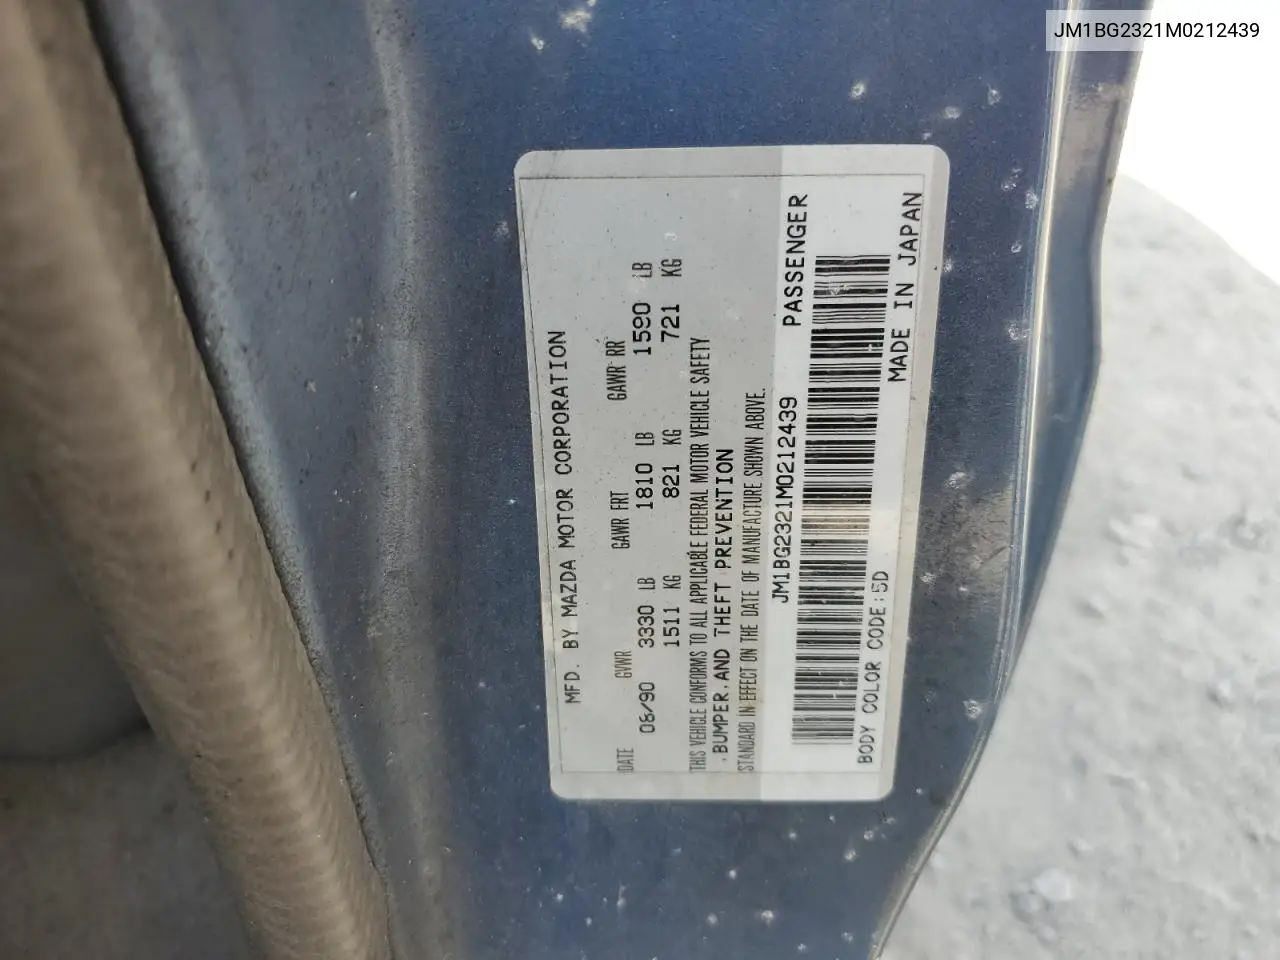 JM1BG2321M0212439
MFD. BY MAZDA MOTOR CORPORATION
DATE GVWR GAWR FRT GAWR RR
08/90 3330 LB 1810 LB 1590 LB
1511 KG 821 KG 721 KG
THIS VEHICLE CONFORMS TO ALL APPLICABLE FEDERAL MOTOR VEHICLE SAFETY
, BUMPER, AND THEFT PREVENTION
STANDARD IN EFFECT ON THE DATE OF MANUFACTURE SHOWN ABOVE.
JM1BG2321M0212439 PASSENGER
BODY COLOR CODE:5D MADE IN JAPAN